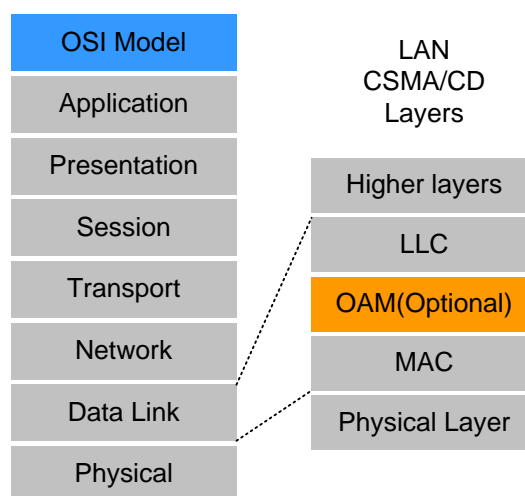 OSI Model
Application
Presentation
Session
Transport
Network
Data Link
Physical
LAN
CSMA/CD
Layers
Higher layers
LLC
OAM(Optional)
MAC
Physical Layer